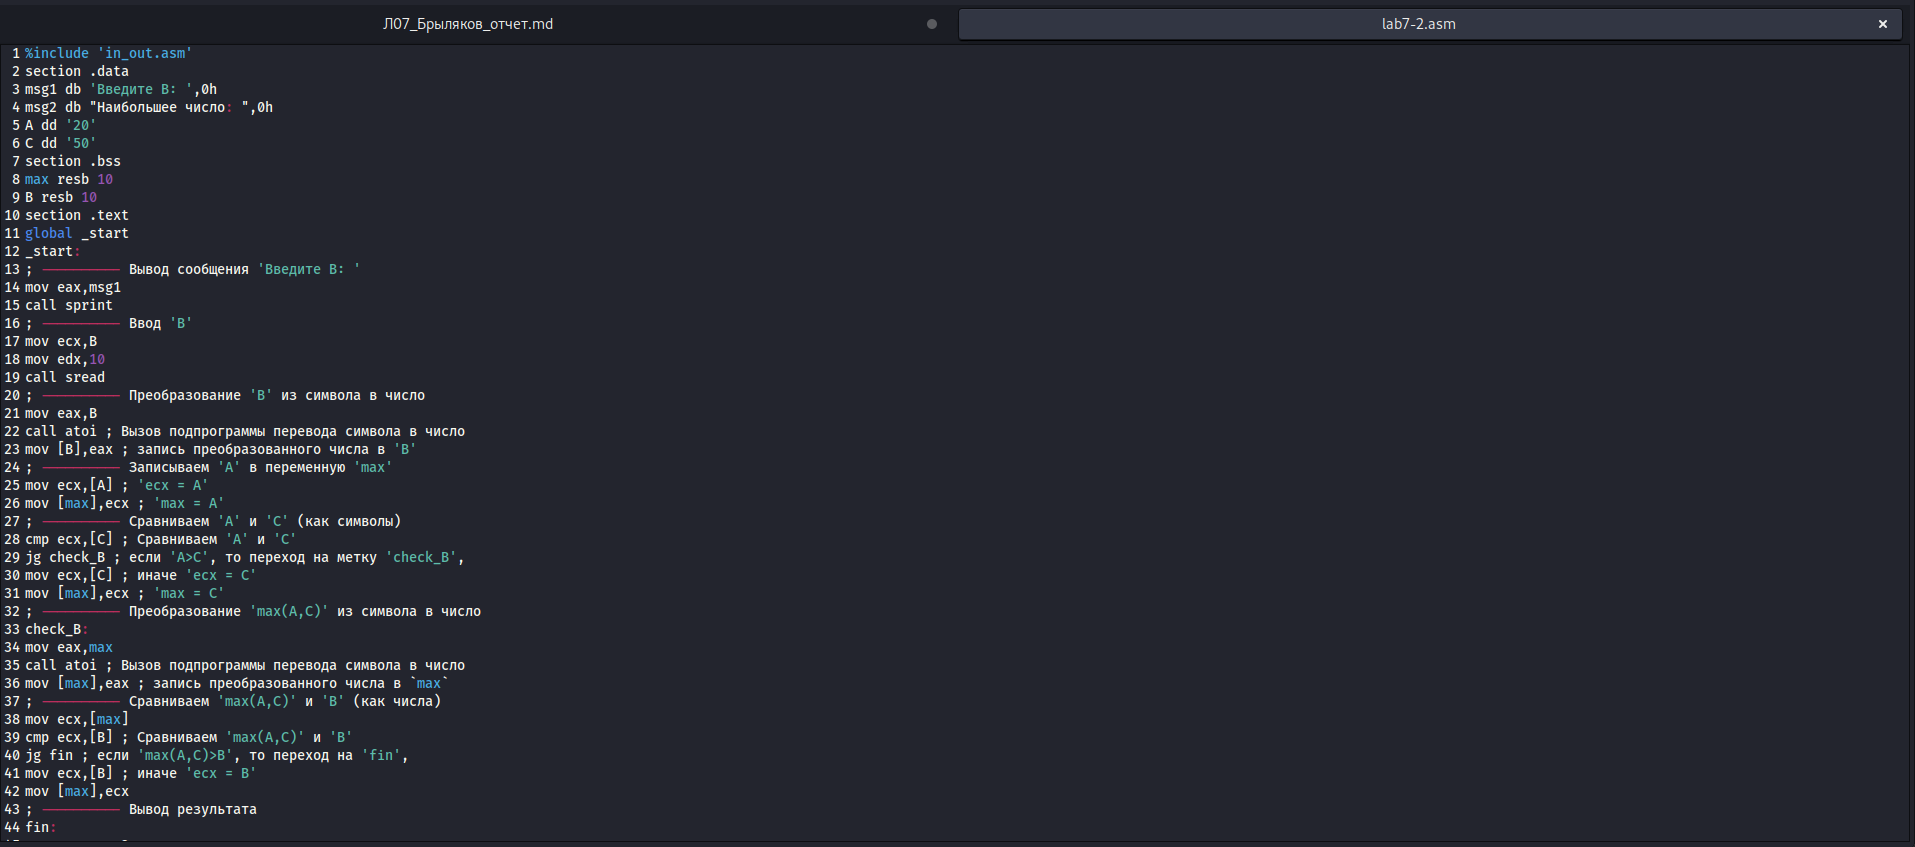 Л07_Брыляков_отчет.md
lab7-2.asm
1 %include 'in_out.asm'
2 section .data
3 msg1 db 'Введите B: ',0h
4 msg2 db "Наибольшее число: ",0h
5 A dd '20'
6 C dd '50'
7 section .bss
8 max resb 10
9 B resb 10
10 section .text
11 global _start
12 _start:
13 ; ---------- Вывод сообщения 'Введите B: '
14 mov eax,msg1
15 call sprint
16 ; ---------- Ввод 'B'
17 mov ecx,B
18 mov edx,10
19 call sread
20 ; ---------- Преобразование 'B' из символа в число
21 mov eax,B
22 call atoi ; Вызов подпрограммы перевода символа в число
23 mov [B],eax ; запись преобразованного числа в 'B'
24 ; ---------- Записываем 'A' в переменную 'max'
25 mov ecx,[A] ; 'ecx = A'
26 mov [max],ecx ; 'max = A'
27 ; ---------- Сравниваем 'A' и 'C' (как символы)
28 cmp ecx,[C] ; Сравниваем 'A' и 'C'
29 jg check_B ; если 'A>C', то переход на метку 'check_B',
30 mov ecx,[C] ; иначе 'ecx = C'
31 mov [max],ecx ; 'max = C'
32 ; ---------- Преобразование 'max(A,C)' из символа в число
33 check_B:
34 mov eax,max
35 call atoi ; Вызов подпрограммы перевода символа в число
36 mov [max],eax ; запись преобразованного числа в `max`
37 ; ---------- Сравниваем 'max(A,C)' и 'B' (как числа)
38 mov ecx,[max]
39 cmp ecx,[B] ; Сравниваем 'max(A,C)' и 'B'
40 jg fin ; если 'max(A,C)>B', то переход на 'fin',
41 mov ecx,[B] ; иначе 'ecx = B'
42 mov [max],ecx
43 ; ---------- Вывод результата
44 fin: